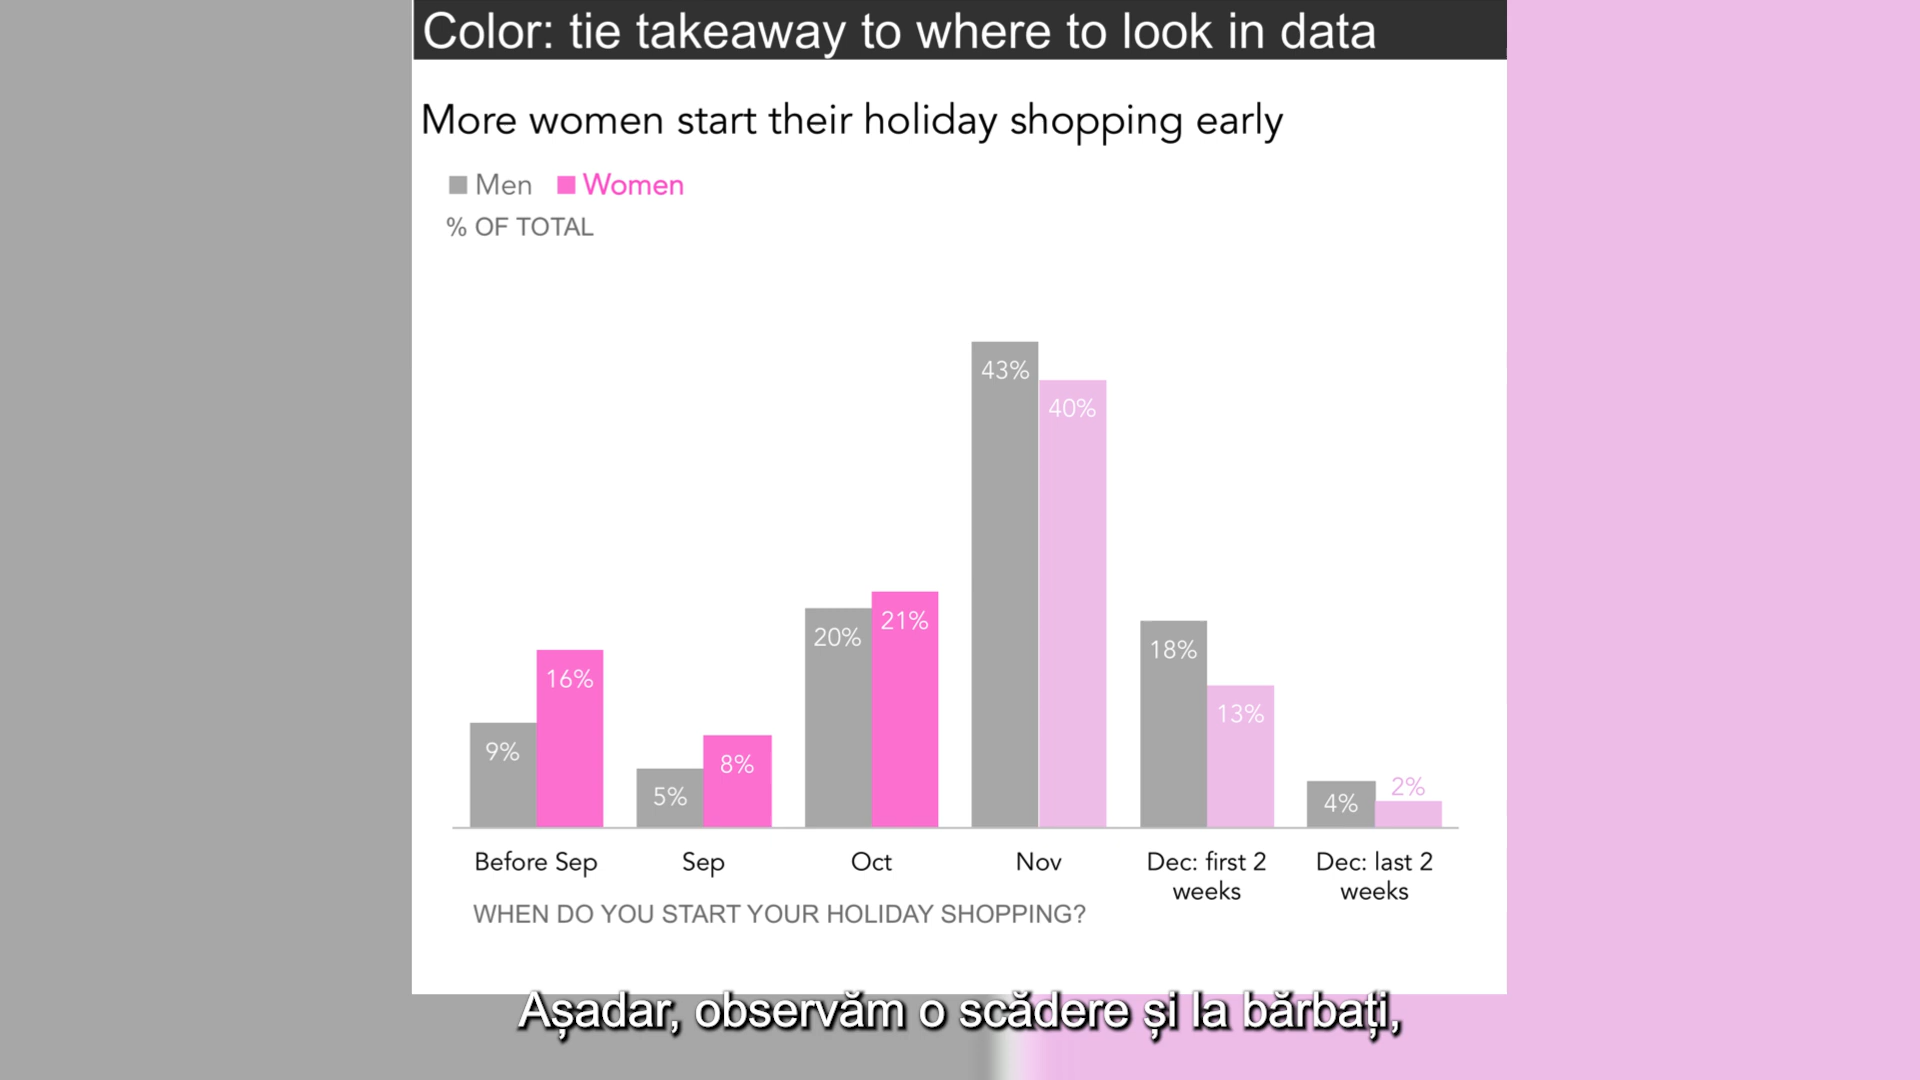 Color: tie takeaway to where to look in data
More women start their holiday shopping early
Men Women
% OF TOTAL
43%
40%
21%
20%
18%
16%
13%
9%
8%
5%
4%
2%
Before Sep Sep Oct Nov Dec: first 2 weeks Dec: last 2 weeks
WHEN DO YOU START YOUR HOLIDAY SHOPPING?
Așadar, observăm o scădere și la bărbați,